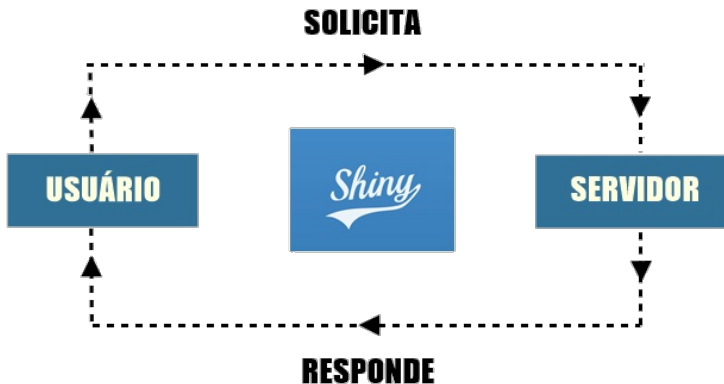 SOLICITA
USUÁRIO
Shiny
SERVIDOR
RESPONDE